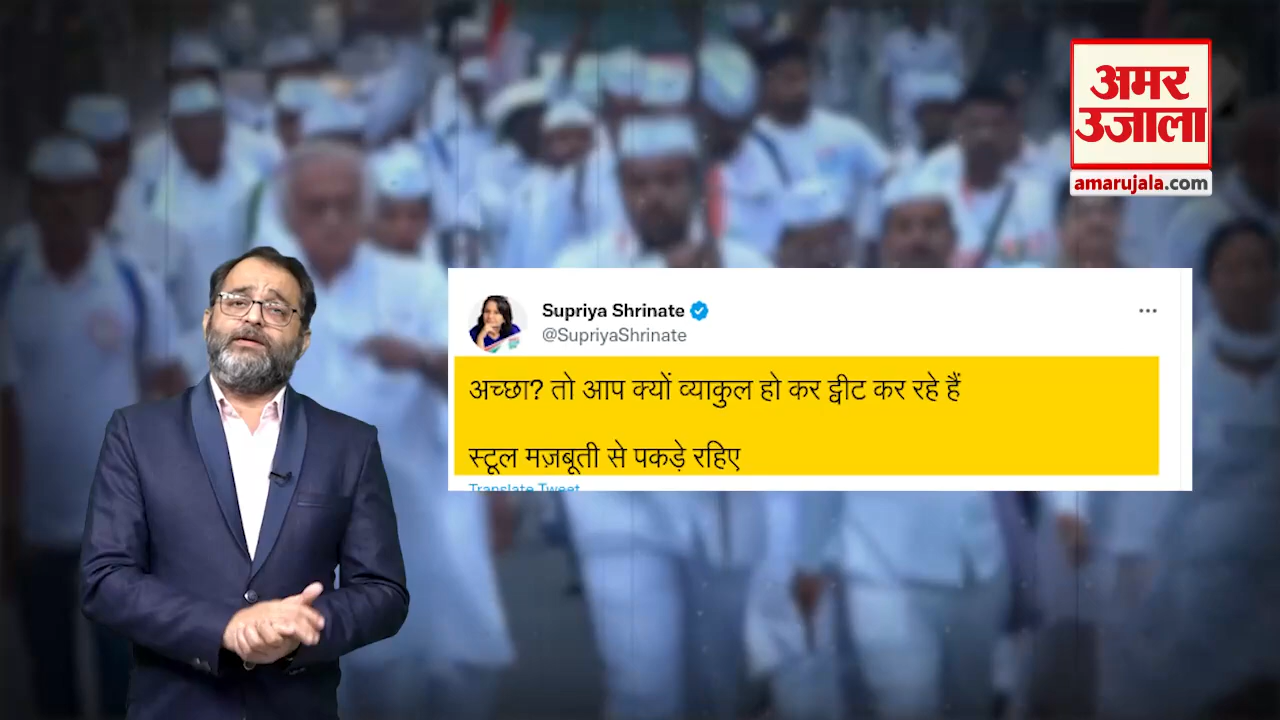 अमर
उजाला
amarujala.com
Supriya Shrinate
@SupriyaShrinate
अच्छा? तो आप क्यों व्याकुल हो कर ट्वीट कर रहे हैं
स्टूल मज़बूती से पकड़े रहिए
Translate Tweet